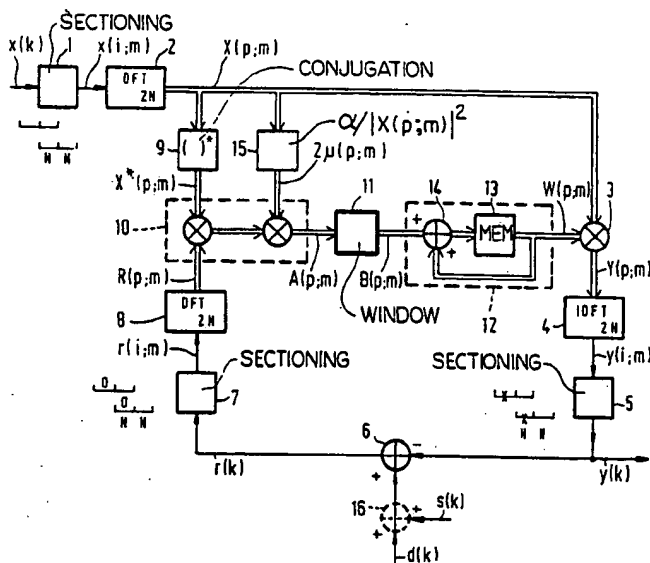 SECTIONING
x(k) 1 x(i;m) 2 X(p;m)
DFT
2N
CONJUGATION
N N
9 ( )* 15 α/|X(p;m)|²
X*(p;m) 2μ(p;m)
10 11 14 13 W(p;m) 3
+ MEM
+
R(p;m) A(p;m) B(p;m) Y(p;m)
WINDOW 12
8 DFT 2N
4 IDFT 2N
r(i;m) y(i;m)
SECTIONING SECTIONING
0 7 x 5
0 x
N N N N
6 -
r(k) + y(k)
16 + s(k)
+
d(k)